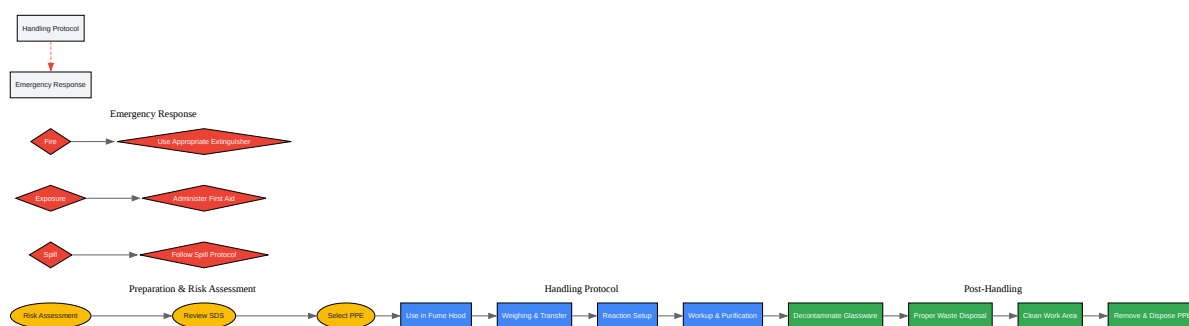 Handling Protocol
Emergency Response
Emergency Response
Fire
Use Appropriate Extinguisher
Exposure
Administer First Aid
Spill
Follow Spill Protocol
Preparation & Risk Assessment
Handling Protocol
Post-Handling
Risk Assessment
Review SDS
Select PPE
Use in Fume Hood
Weighing & Transfer
Reaction Setup
Workup & Purification
Decontaminate Glassware
Proper Waste Disposal
Clean Work Area
Remove & Dispose PPE